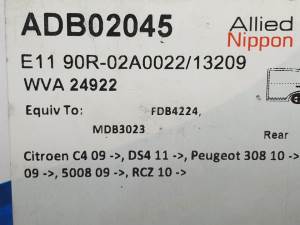 ADB02045
Allied
Nippon
E11 90R-02A0022/13209
WVA 24922
Equiv To: FDB4224,
MDB3023
Rear
Citroen C4 09 ->, DS4 11 ->, Peugeot 308 10 ->
09 ->, 5008 09 ->, RCZ 10 ->